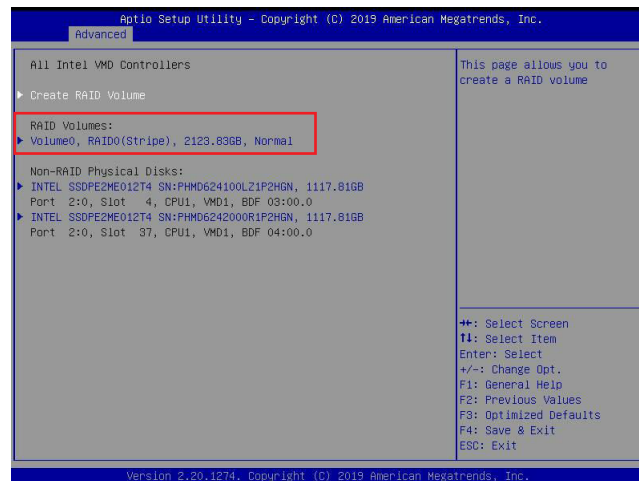 Aptio Setup Utility – Copyright (C) 2019 American Megatrends, Inc.
Advanced
All Intel VMD Controllers
Create RAID Volume
RAID Volumes:
Volume0, RAID0(Stripe), 2123.83GB, Normal
Non-RAID Physical Disks:
INTEL SSDPE2ME012T4 SN:PHMD624100LZ1P2HGN, 1117.81GB
Port 2:0, Slot 4, CPU1, VMD1, BDF 03:00.0
INTEL SSDPE2ME012T4 SN:PHMD6242000R1P2HGN, 1117.81GB
Port 2:0, Slot 37, CPU1, VMD1, BDF 04:00.0
This page allows you to
create a RAID volume
→←: Select Screen
↑↓: Select Item
Enter: Select
+/-: Change Opt.
F1: General Help
F2: Previous Values
F3: Optimized Defaults
F4: Save & Exit
ESC: Exit
Version 2.20.1274. Copyright (C) 2019 American Megatrends, Inc.